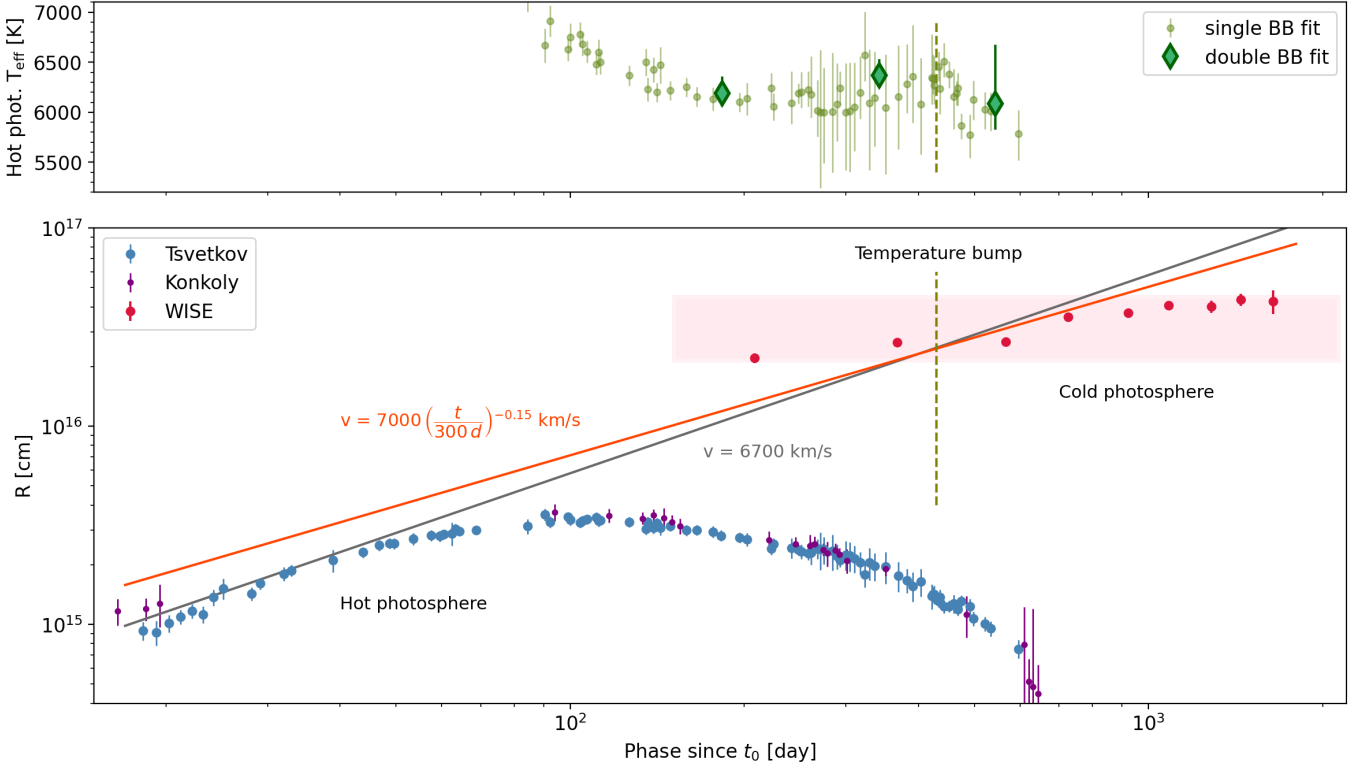 Hot phot. T_eff [K]
7000
6500
6000
5500
single BB fit
double BB fit
R [cm]
10^17
10^16
10^15
Tsvetkov
Konkoly
WISE
Temperature bump
Cold photosphere
v = 7000 (t/300 d)^−0.15 km/s
v = 6700 km/s
Hot photosphere
10^2
10^3
Phase since t_0 [day]